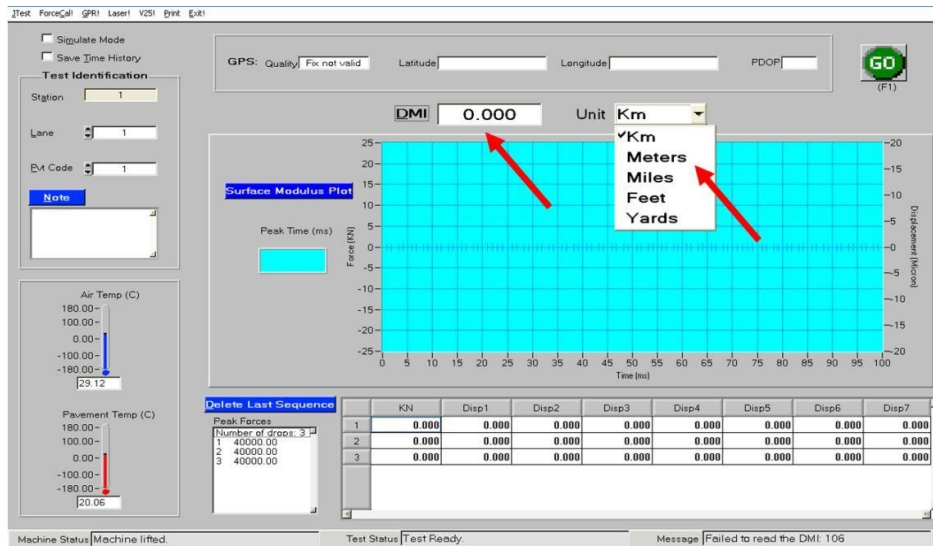 JTest ForceCal! GPR! Laser! V25! Print Exit!
Simulate Mode
Save Time History
Test Identification
Station 1
Lane 1
Pvt Code 1
Note
GPS: Quality Fix not valid Latitude Longitude PDOP
GO
(F1)
DMI 0.000 Unit Km
Km
Meters
Miles
Feet
Yards
Surface Modulus Plot
Peak Time (ms)
Force (KN)
25
20
15
10
5
0
-5
-10
-15
-20
-25
0 5 10 15 20 25 30 35 40 45 50 55 60 65 70 75 80 85 90 95 100
Time (ms)
20
15
10
5
0
-5
-10
-15
-20
Displacement (Micron)
Air Temp (C)
180.00
100.00
0.00
-100.00
-180.00
29.12
Pavement Temp (C)
180.00
100.00
0.00
-100.00
-180.00
20.06
Delete Last Sequence
Peak Forces
Number of drops: 3
1 40000.00
2 40000.00
3 40000.00
KN Disp1 Disp2 Disp3 Disp4 Disp5 Disp6 Disp7
1 0.000 0.000 0.000 0.000 0.000 0.000 0.000 0.000
2 0.000 0.000 0.000 0.000 0.000 0.000 0.000 0.000
3 0.000 0.000 0.000 0.000 0.000 0.000 0.000 0.000
Machine Status Machine lifted. Test Status Test Ready. Message Failed to read the DMI: 106